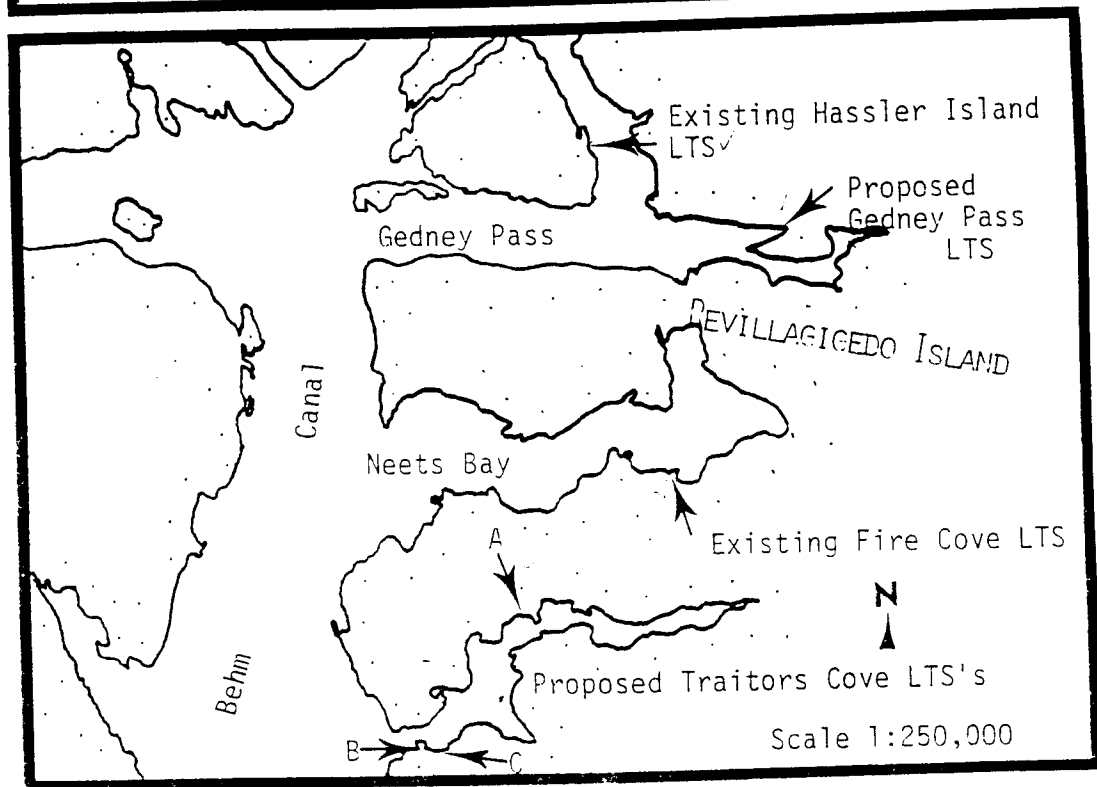 Existing Hassler Island
LTS✓
Proposed
Gedney Pass
LTS
Gedney Pass
REVILLAGIGEDO ISLAND
Canal
Neets Bay
A
Existing Fire Cove LTS
N
Proposed Traitors Cove LTS's
Behm
Scale 1:250,000
B
C